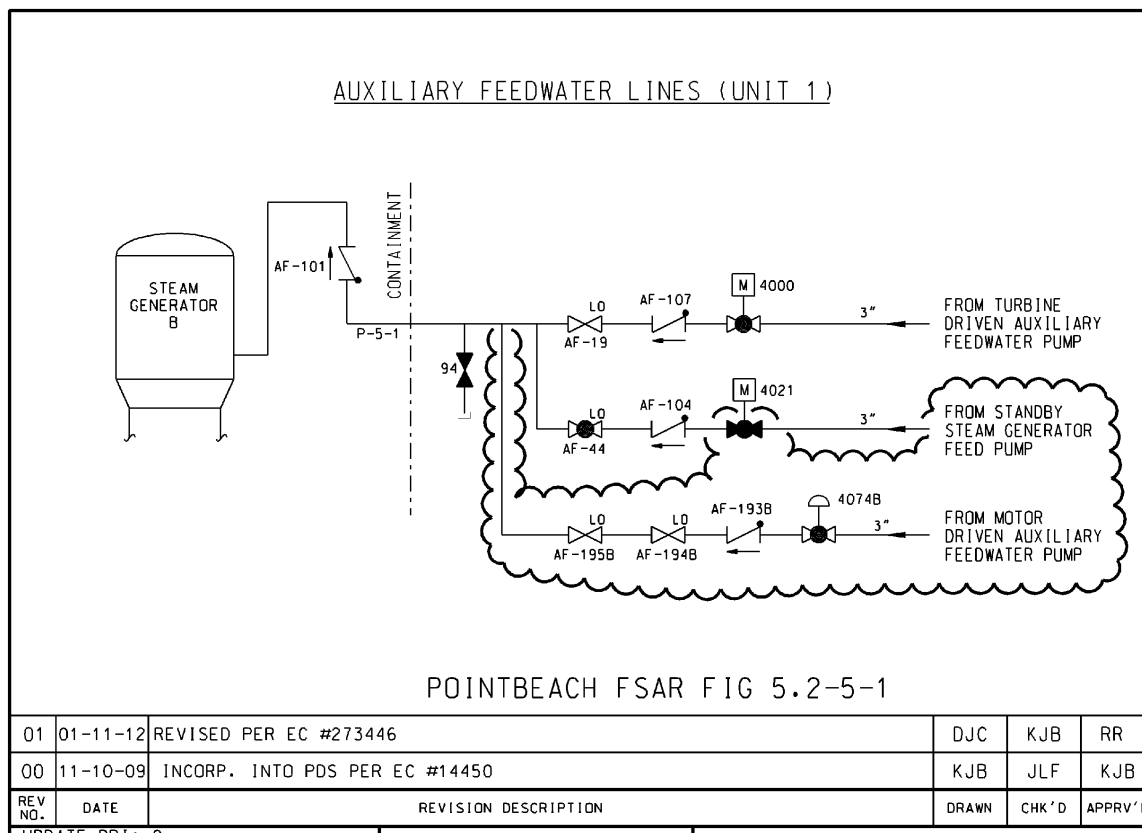 AUXILIARY FEEDWATER LINES (UNIT 1)
CONTAINMENT
STEAM
GENERATOR
B
AF-101
P-5-1
94
LO
AF-19
AF-107
M 4000
3"
FROM TURBINE
DRIVEN AUXILIARY
FEEDWATER PUMP
LO
AF-44
AF-104
M 4021
3"
FROM STANDBY
STEAM GENERATOR
FEED PUMP
LO
AF-195B
LO
AF-194B
AF-193B
4074B
3"
FROM MOTOR
DRIVEN AUXILIARY
FEEDWATER PUMP
POINTBEACH FSAR FIG 5.2-5-1
01 01-11-12 REVISED PER EC #273446 DJC KJB RR
00 11-10-09 INCORP. INTO PDS PER EC #14450 KJB JLF KJB
REV NO. DATE REVISION DESCRIPTION DRAWN CHK'D APPRV'D